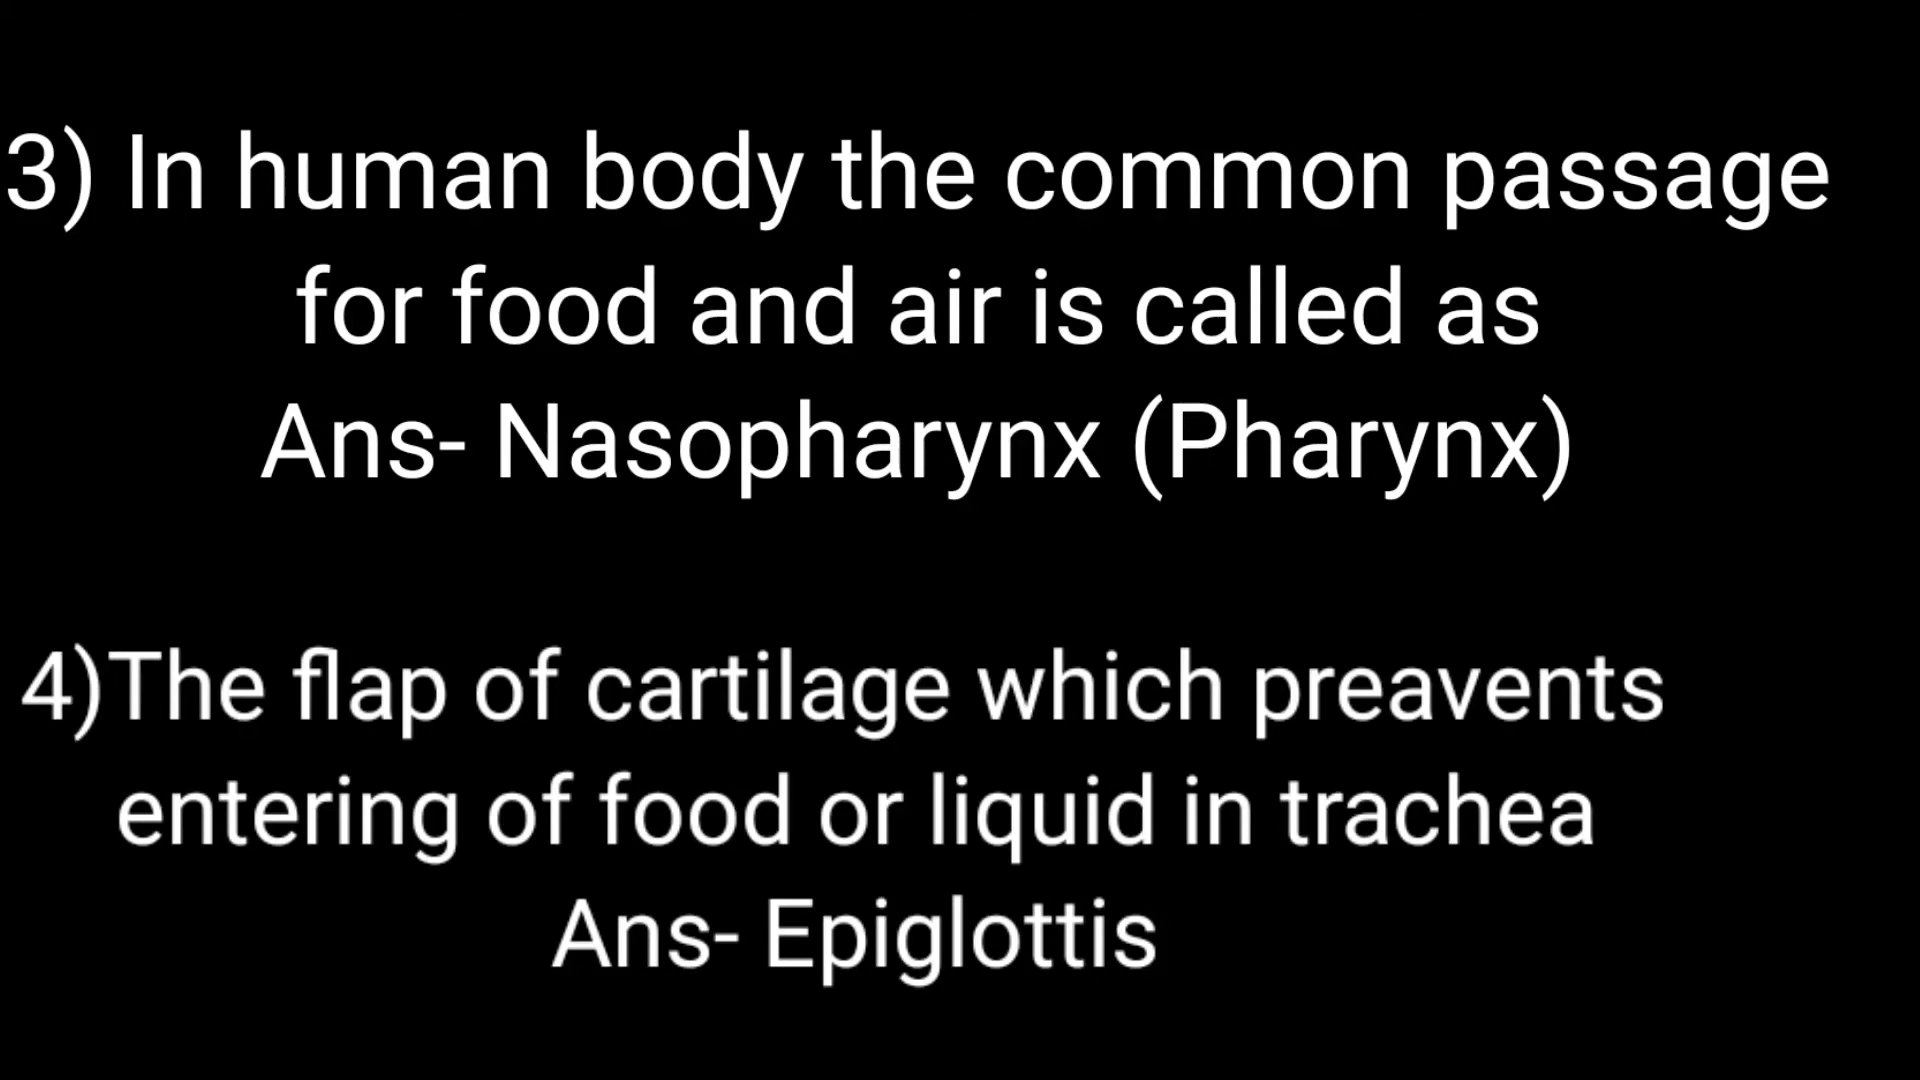 3) In human body the common passage
for food and air is called as
Ans- Nasopharynx (Pharynx)
4)The flap of cartilage which preavents
entering of food or liquid in trachea
Ans- Epiglottis